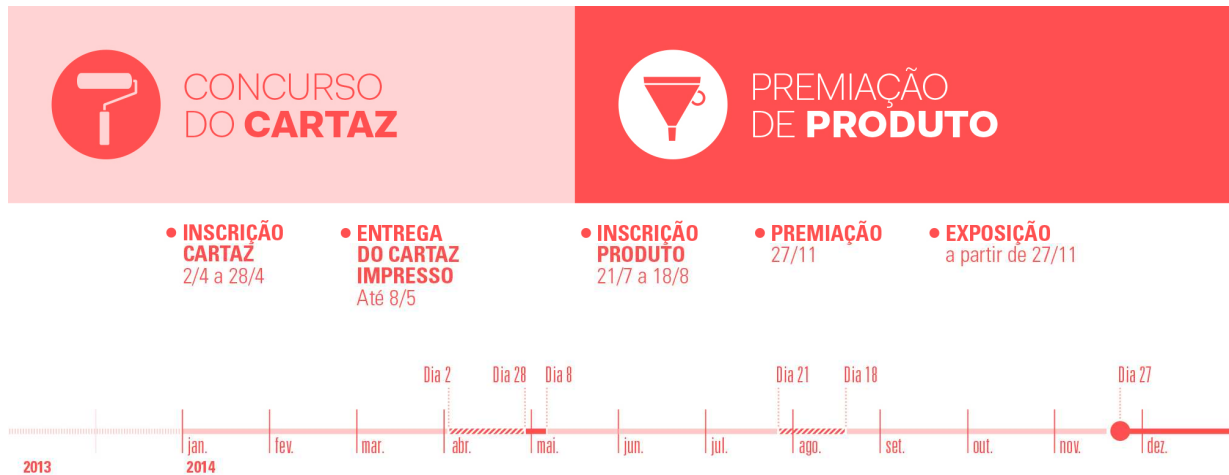 CONCURSO
DO CARTAZ
PREMIAÇÃO
DE PRODUTO
INSCRIÇÃO
CARTAZ
2/4 a 28/4
ENTREGA
DO CARTAZ
IMPRESSO
Até 8/5
INSCRIÇÃO
PRODUTO
21/7 a 18/8
PREMIAÇÃO
27/11
EXPOSIÇÃO
a partir de 27/11
Dia 2
Dia 28
Dia 8
Dia 21
Dia 18
Dia 27
jan.
fev.
mar.
abr.
mai.
jun.
jul.
ago.
set.
out.
nov.
dez.
2013
2014